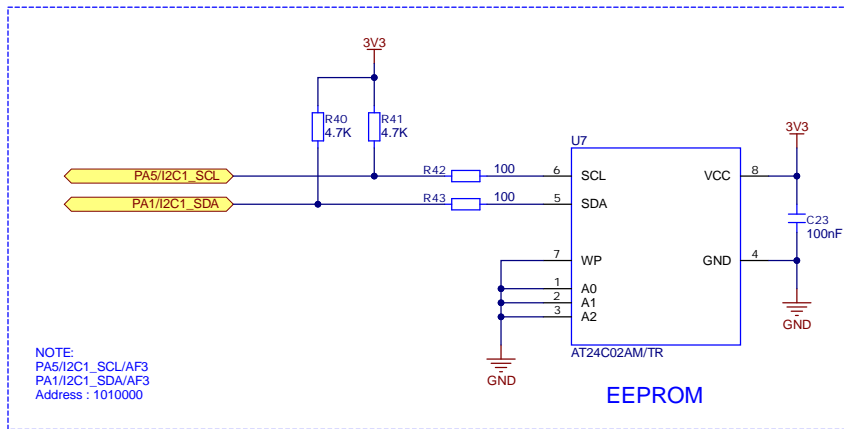 3V3
R40
4.7K
R41
4.7K
U7
3V3
PA5/I2C1_SCL
R42
100
6
SCL
VCC
8
PA1/I2C1_SDA
R43
100
5
SDA
C23
100nF
7
WP
GND
4
1
A0
2
A1
3
A2
GND
NOTE:
PA5/I2C1_SCL/AF3
PA1/I2C1_SDA/AF3
Address : 1010000
GND
AT24C02AM/TR
EEPROM